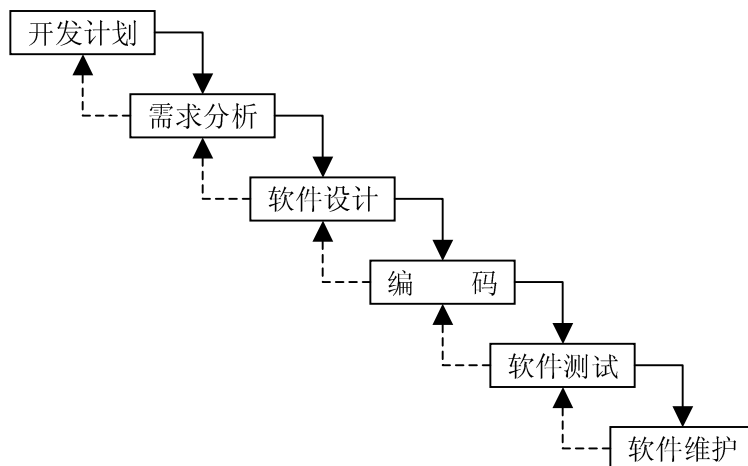 开发计划
需求分析
软件设计
编 码
软件测试
软件维护